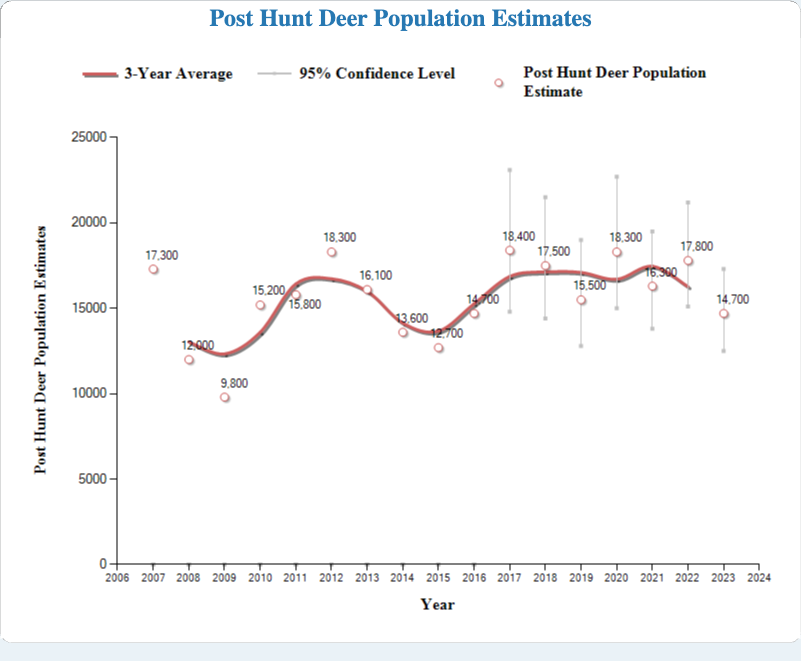 Post Hunt Deer Population Estimates
3-Year Average
95% Confidence Level
Post Hunt Deer Population
Estimate
Post Hunt Deer Population Estimates
25000
20000
15000
10000
5000
0
17,300
12,000
9,800
15,200
15,800
18,300
16,100
13,600
12,700
14,700
18,400
17,500
15,500
18,300
16,300
17,800
14,700
2006 2007 2008 2009 2010 2011 2012 2013 2014 2015 2016 2017 2018 2019 2020 2021 2022 2023 2024
Year